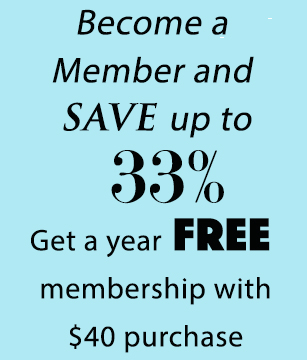 Become a
Member and
SAVE up to
33%
Get a year FREE
membership with
$40 purchase